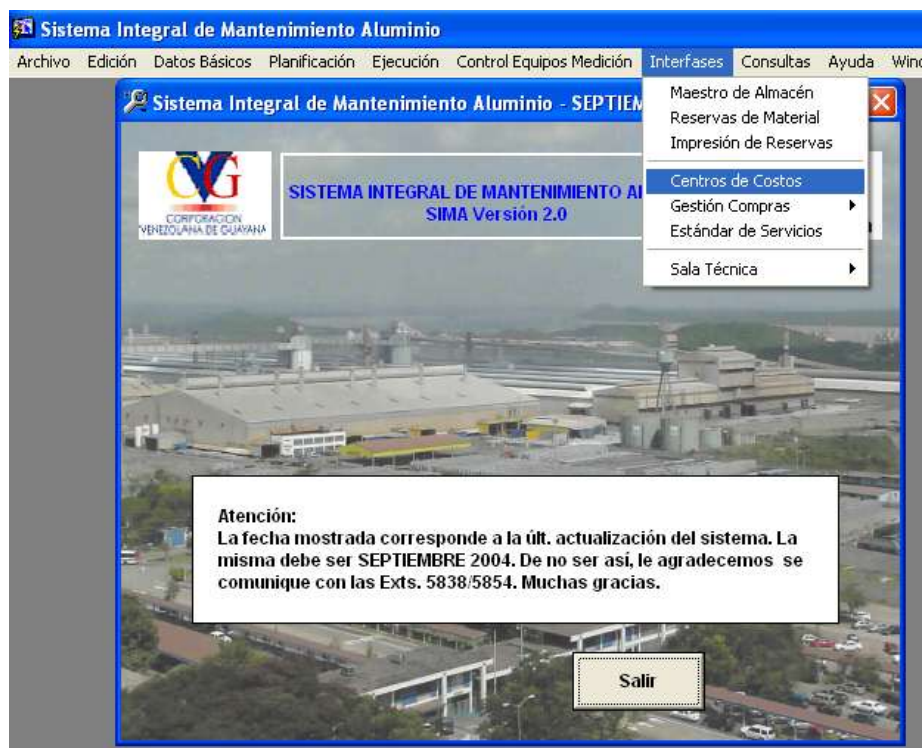 Sistema Integral de Mantenimiento Aluminio
Archivo Edición Datos Básicos Planificación Ejecución Control Equipos Medición Interfases Consultas Ayuda
Sistema Integral de Mantenimiento Aluminio - SEPTIEM
Maestro de Almacén
Reservas de Material
Impresión de Reservas
Centros de Costos
Gestión Compras
Estándar de Servicios
Sala Técnica
CVG
CORPORACION
VENEZOLANA DE GUAYANA
SISTEMA INTEGRAL DE MANTENIMIENTO
SIMA Versión 2.0
Atención:
La fecha mostrada corresponde a la últ. actualización del sistema. La
misma debe ser SEPTIEMBRE 2004. De no ser así, le agradecemos se
comunique con las Exts. 5838/5854. Muchas gracias.
Salir